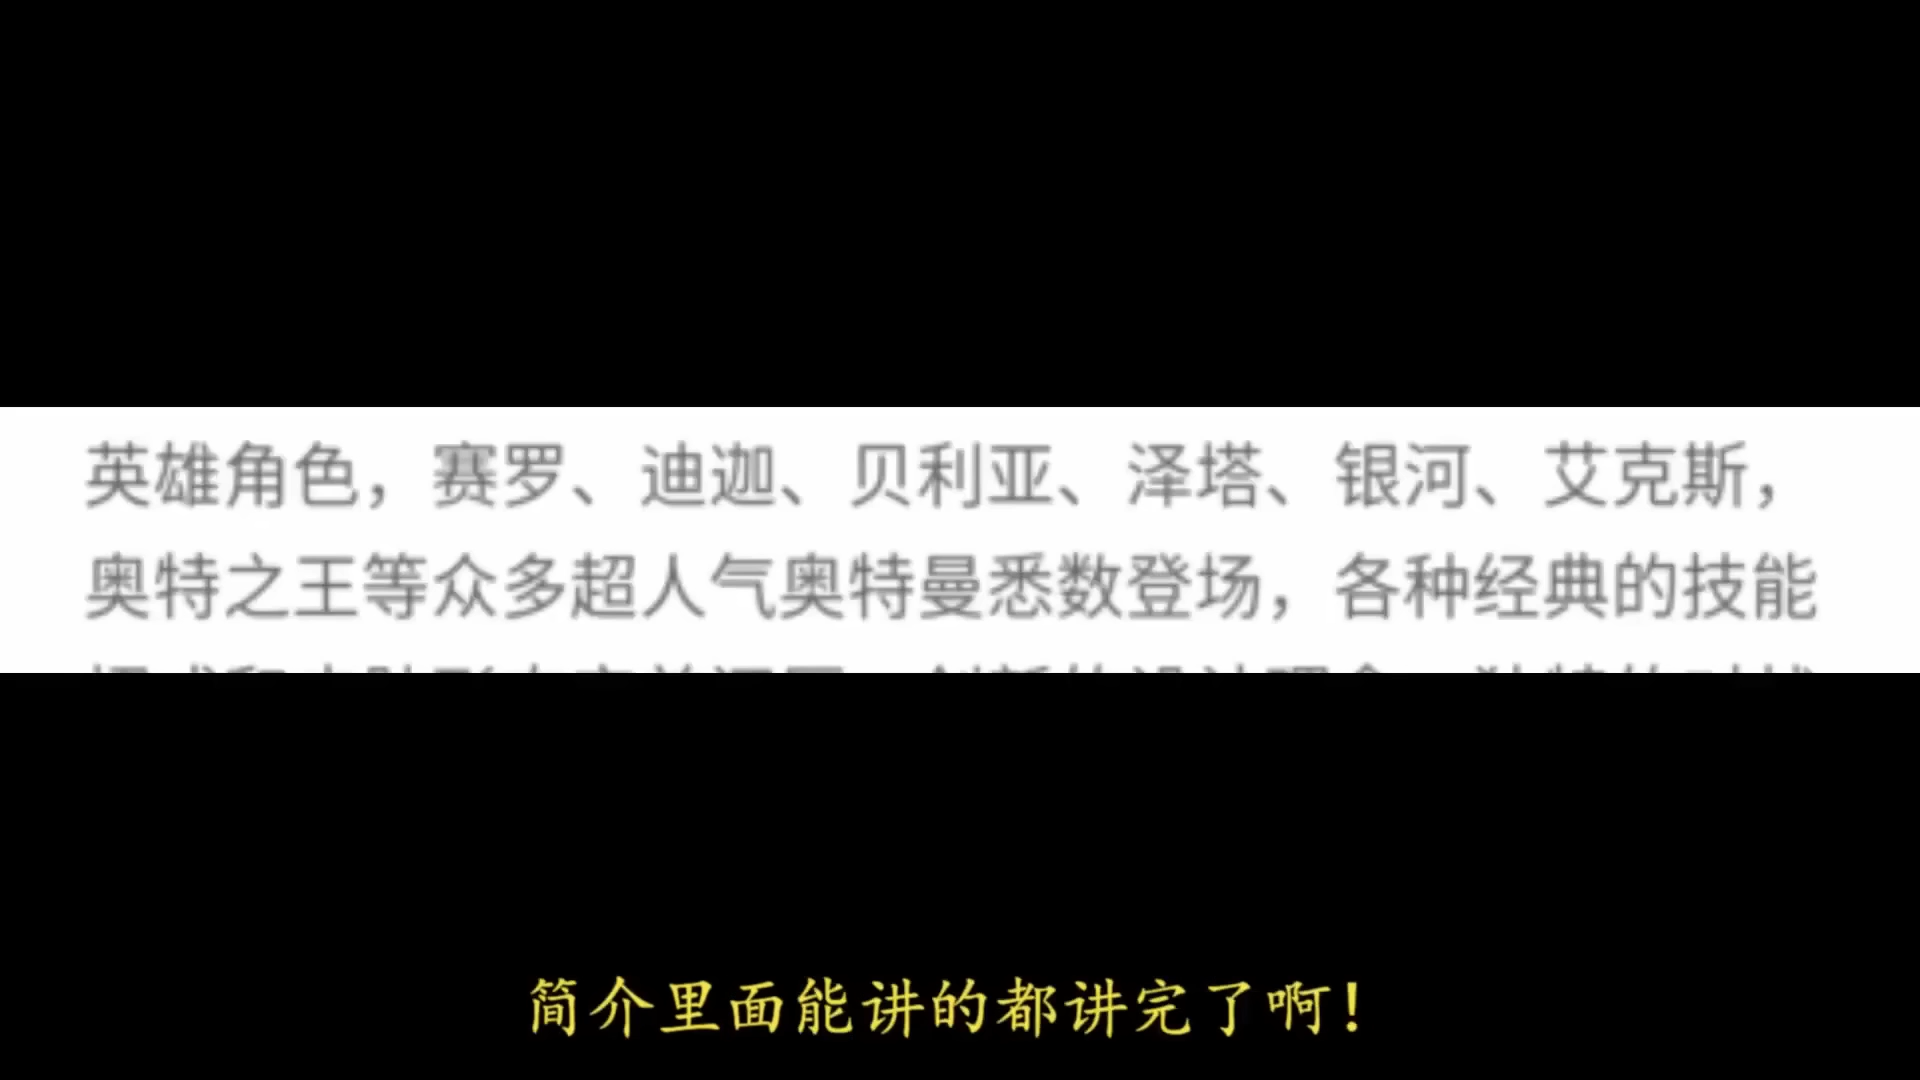 英雄角色，赛罗、迪迦、贝利亚、泽塔、银河、艾克斯，
奥特之王等众多超人气奥特曼悉数登场，各种经典的技能
简介里面能讲的都讲完了啊！